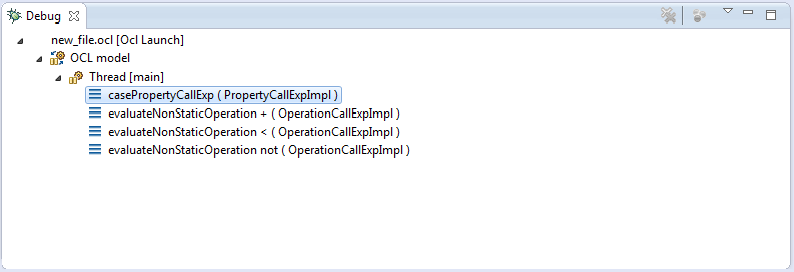 Debug
new_file.ocl [Ocl Launch]
OCL model
Thread [main]
casePropertyCallExp ( PropertyCallExpImpl )
evaluateNonStaticOperation + ( OperationCallExpImpl )
evaluateNonStaticOperation < ( OperationCallExpImpl )
evaluateNonStaticOperation not ( OperationCallExpImpl )